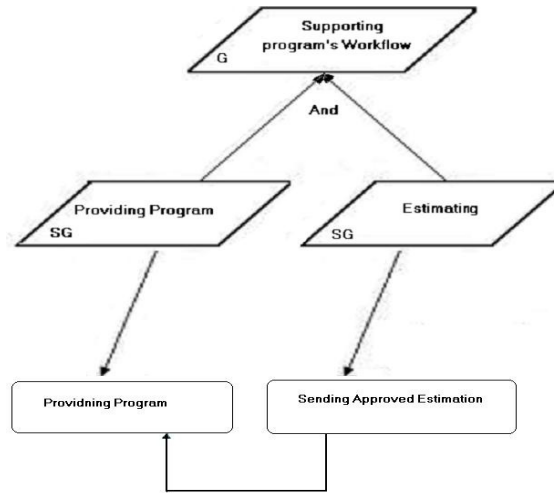 Supporting
program's Workflow
G
And
Providing Program
SG
Estimating
SG
Providning Program
Sending Approved Estimation